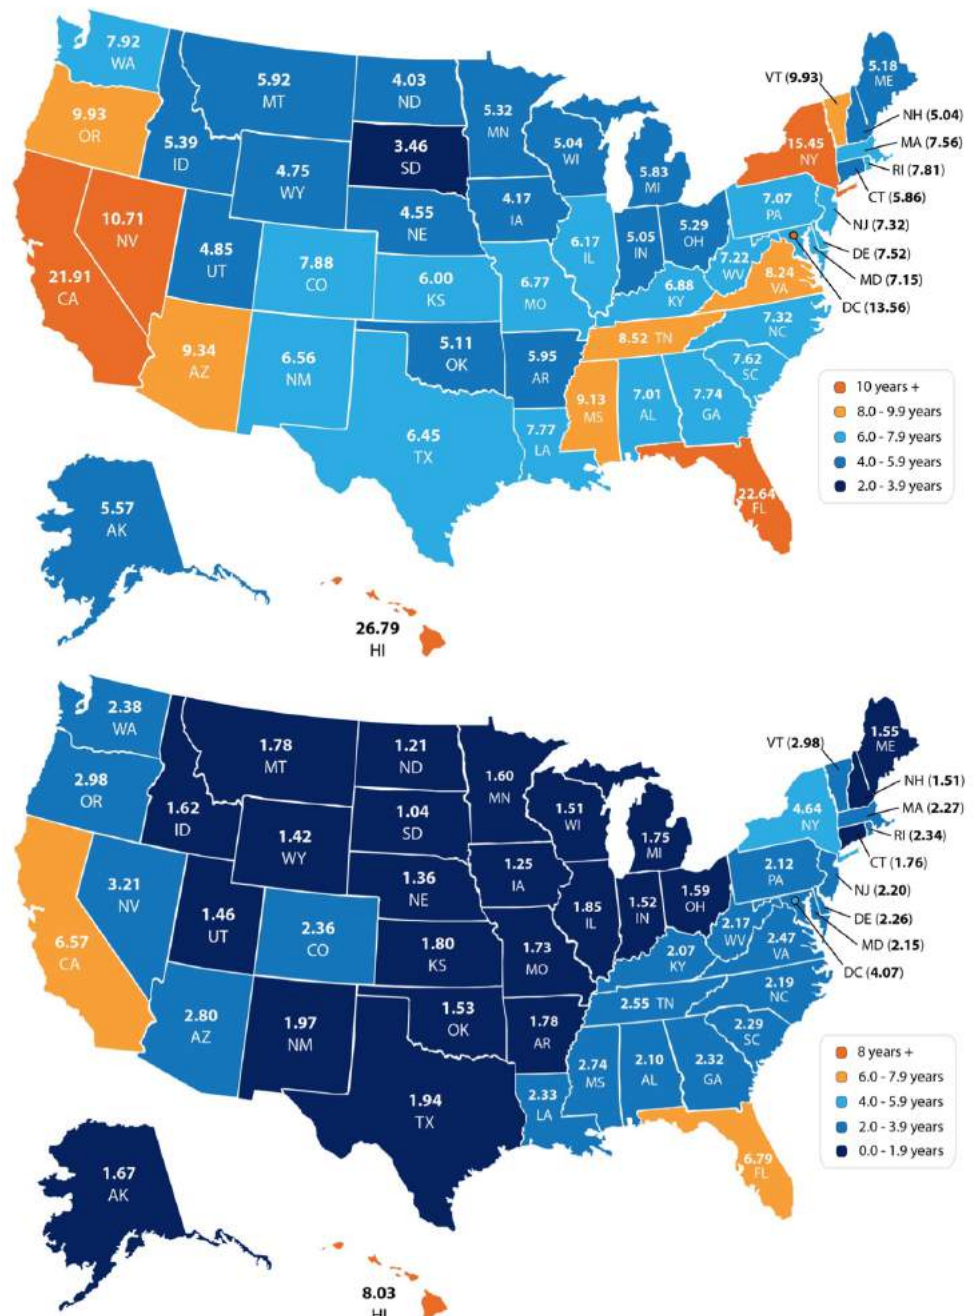 7.92
WA
9.93
OR
5.39
ID
5.92
MT
4.03
ND
5.32
MN
3.46
SD
4.75
WY
5.04
WI
5.83
MI
4.55
NE
4.17
IA
21.91
CA
10.71
NV
4.85
UT
7.88
CO
6.00
KS
6.77
MO
6.17
IL
5.05
IN
5.29
OH
15.45
NY
7.07
PA
7.22
WV
8.24
VA
6.88
KY
8.52 TN
7.32
NC
7.62
SC
9.34
AZ
6.56
NM
5.11
OK
5.95
AR
6.45
TX
7.77
LA
9.13
MS
7.01
AL
7.74
GA
22.64
FL
5.18
ME
VT (9.93)
NH (5.04)
MA (7.56)
RI (7.81)
CT (5.86)
NJ (7.32)
DE (7.52)
MD (7.15)
DC (13.56)
10 years +
8.0 - 9.9 years
6.0 - 7.9 years
4.0 - 5.9 years
2.0 - 3.9 years
5.57
AK
26.79
HI
2.38
WA
2.98
OR
1.62
ID
1.78
MT
1.21
ND
1.60
MN
1.04
SD
1.42
WY
1.51
WI
1.75
MI
1.36
NE
1.25
IA
6.57
CA
3.21
NV
1.46
UT
2.36
CO
1.80
KS
1.73
MO
1.85
IL
1.52
IN
1.59
OH
4.64
NY
2.12
PA
2.17
WV
2.47
VA
2.07
KY
2.55 TN
2.19
NC
2.29
SC
2.80
AZ
1.97
NM
1.53
OK
1.78
AR
1.94
TX
2.33
LA
2.74
MS
2.10
AL
2.32
GA
6.79
FL
1.55
ME
VT (2.98)
NH (1.51)
MA (2.27)
RI (2.34)
CT (1.76)
NJ (2.20)
DE (2.26)
MD (2.15)
DC (4.07)
8 years +
6.0 - 7.9 years
4.0 - 5.9 years
2.0 - 3.9 years
0.0 - 1.9 years
1.67
AK
8.03
HI